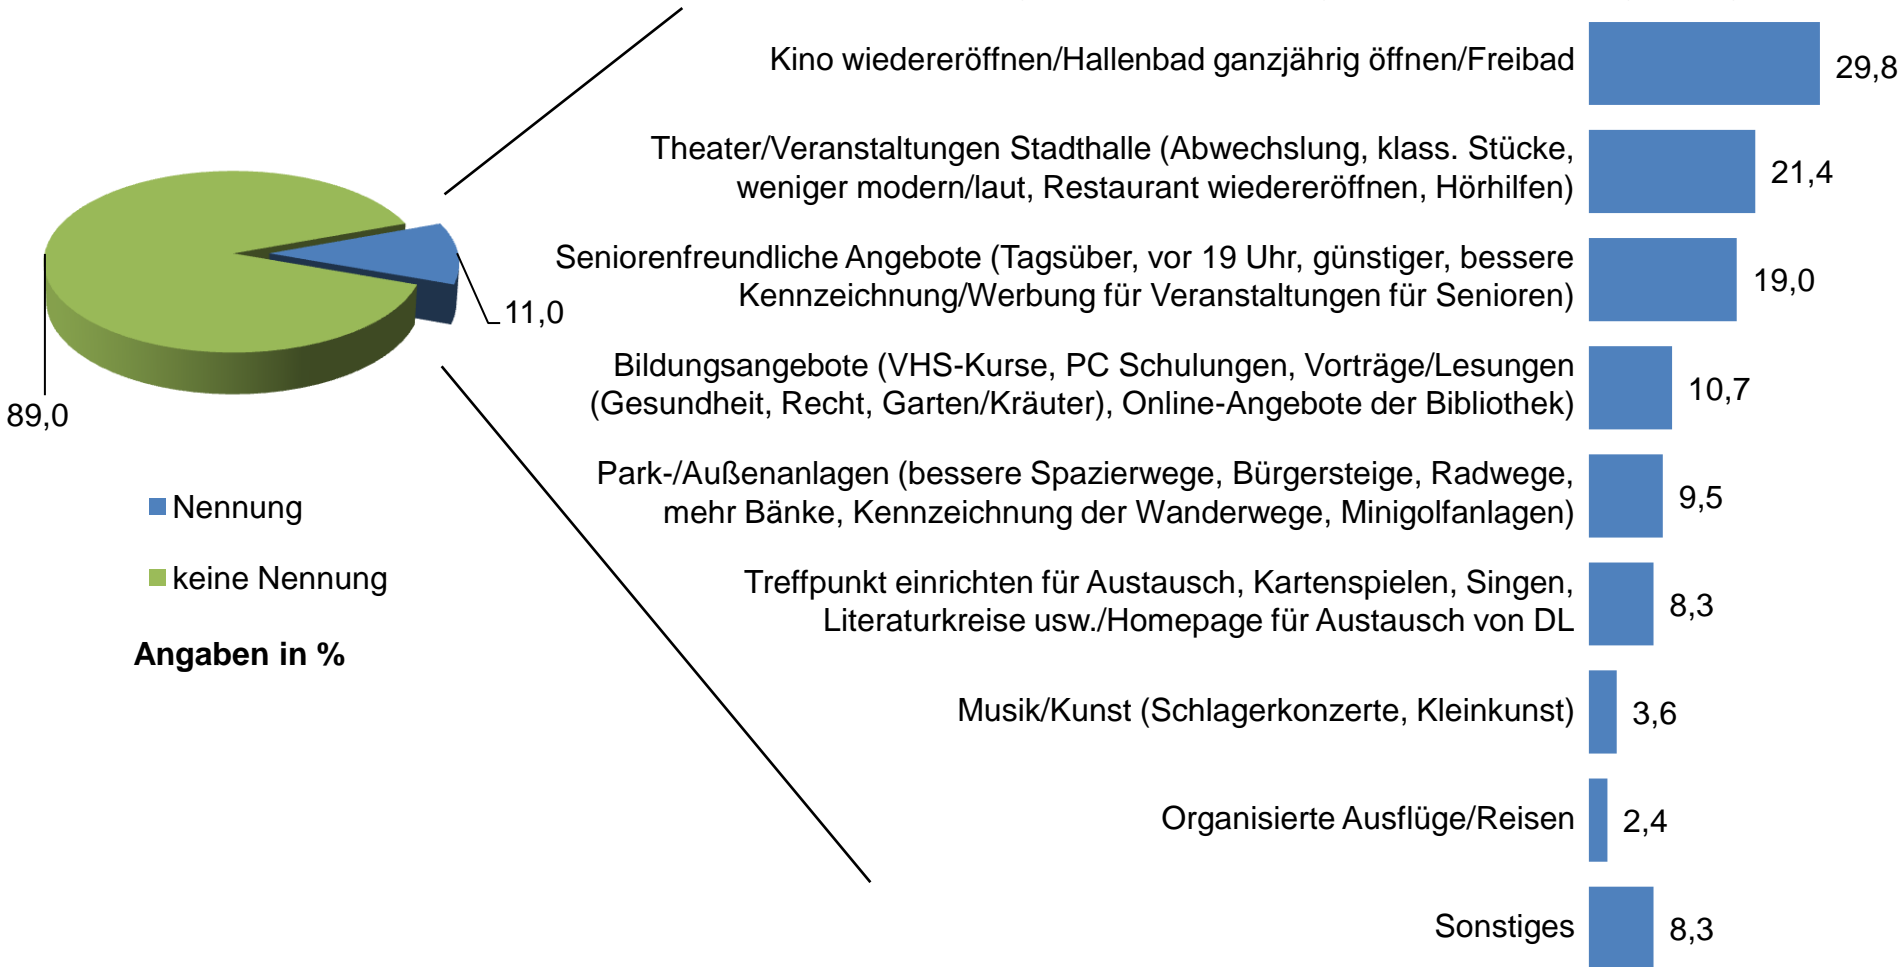 Kino wiedereröffnen/Hallenbad ganzjährig öffnen/Freibad
29,8
Theater/Veranstaltungen Stadthalle (Abwechslung, klass. Stücke,
weniger modern/laut, Restaurant wiedereröffnen, Hörhilfen)
21,4
Seniorenfreundliche Angebote (Tagsüber, vor 19 Uhr, günstiger, bessere
Kennzeichnung/Werbung für Veranstaltungen für Senioren)
19,0
Bildungsangebote (VHS-Kurse, PC Schulungen, Vorträge/Lesungen
(Gesundheit, Recht, Garten/Kräuter), Online-Angebote der Bibliothek)
10,7
Park-/Außenanlagen (bessere Spazierwege, Bürgersteige, Radwege,
mehr Bänke, Kennzeichnung der Wanderwege, Minigolfanlagen)
9,5
Treffpunkt einrichten für Austausch, Kartenspielen, Singen,
Literaturkreise usw./Homepage für Austausch von DL
8,3
Musik/Kunst (Schlagerkonzerte, Kleinkunst)
3,6
Organisierte Ausflüge/Reisen
2,4
Sonstiges
8,3
11,0
89,0
Nennung
keine Nennung
Angaben in %